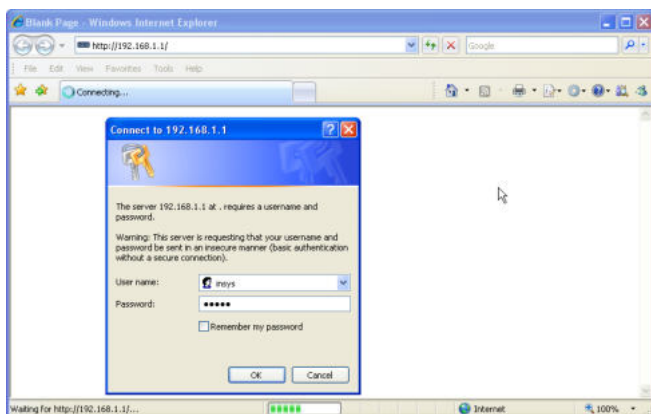 Blank Page - Windows Internet Explorer
http://192.168.1.1/
Google
File Edit View Favorites Tools Help
Connecting...
Connect to 192.168.1.1
The server 192.168.1.1 at . requires a username and
password.
Warning: This server is requesting that your username and
password be sent in an insecure manner (basic authentication
without a secure connection).
User name: insys
Password: •••••
Remember my password
OK Cancel
Waiting for http://192.168.1.1/... Internet 100%